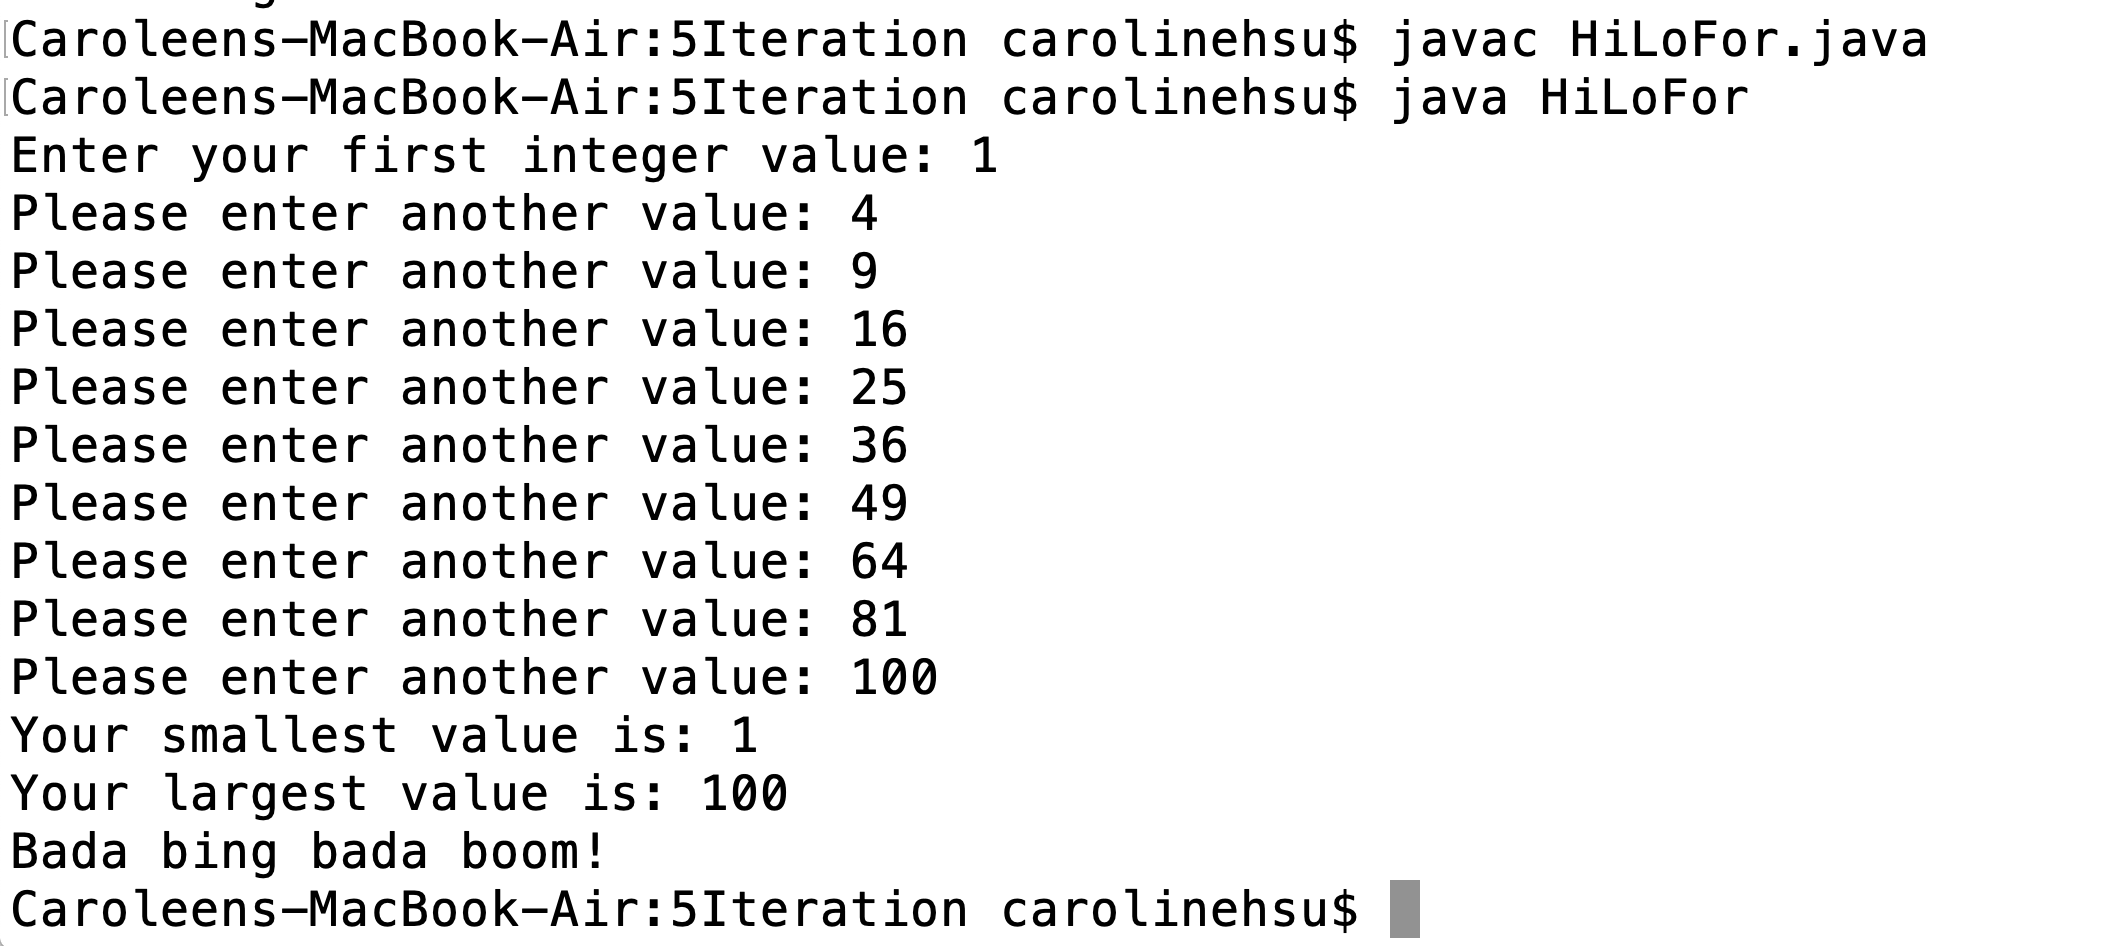 Caroleens-MacBook-Air:5Iteration carolinehsu$ javac HiLoFor.java
Caroleens-MacBook-Air:5Iteration carolinehsu$ java HiLoFor
Enter your first integer value: 1
Please enter another value: 4
Please enter another value: 9
Please enter another value: 16
Please enter another value: 25
Please enter another value: 36
Please enter another value: 49
Please enter another value: 64
Please enter another value: 81
Please enter another value: 100
Your smallest value is: 1
Your largest value is: 100
Bada bing bada boom!
Caroleens-MacBook-Air:5Iteration carolinehsu$